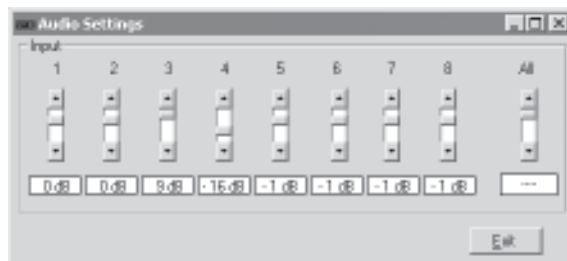 Audio Settings
Input
1 2 3 4 5 6 7 8 All
0 dB 0 dB 9 dB -16 dB -1 dB -1 dB -1 dB -1 dB ----
Exit